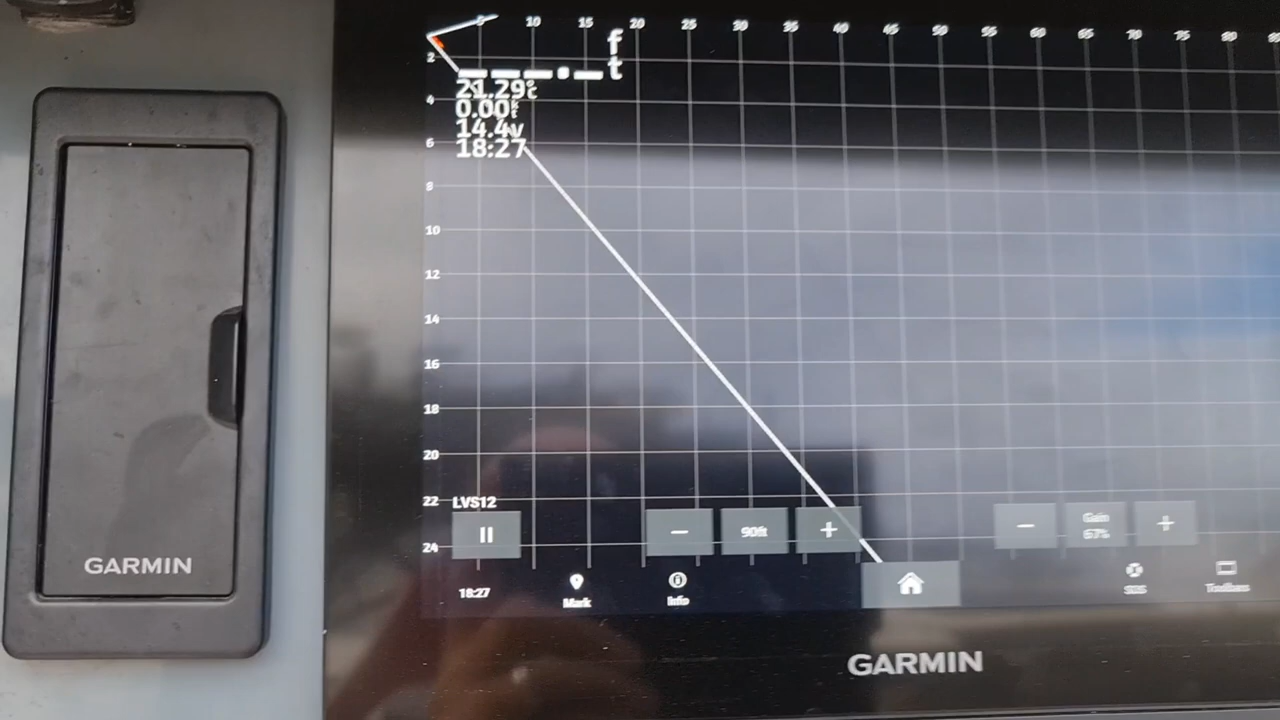 5 10 15 20 25 30 35 40 45 50 55 60 65 70 75 80
ft
2
21.29°c
4
0.00
14.4v
6
18:27
8
10
12
14
16
18
20
22
LVS12
24
90ft
Gain
67%
18:27
Mark
Info
SOS
GARMIN
GARMIN